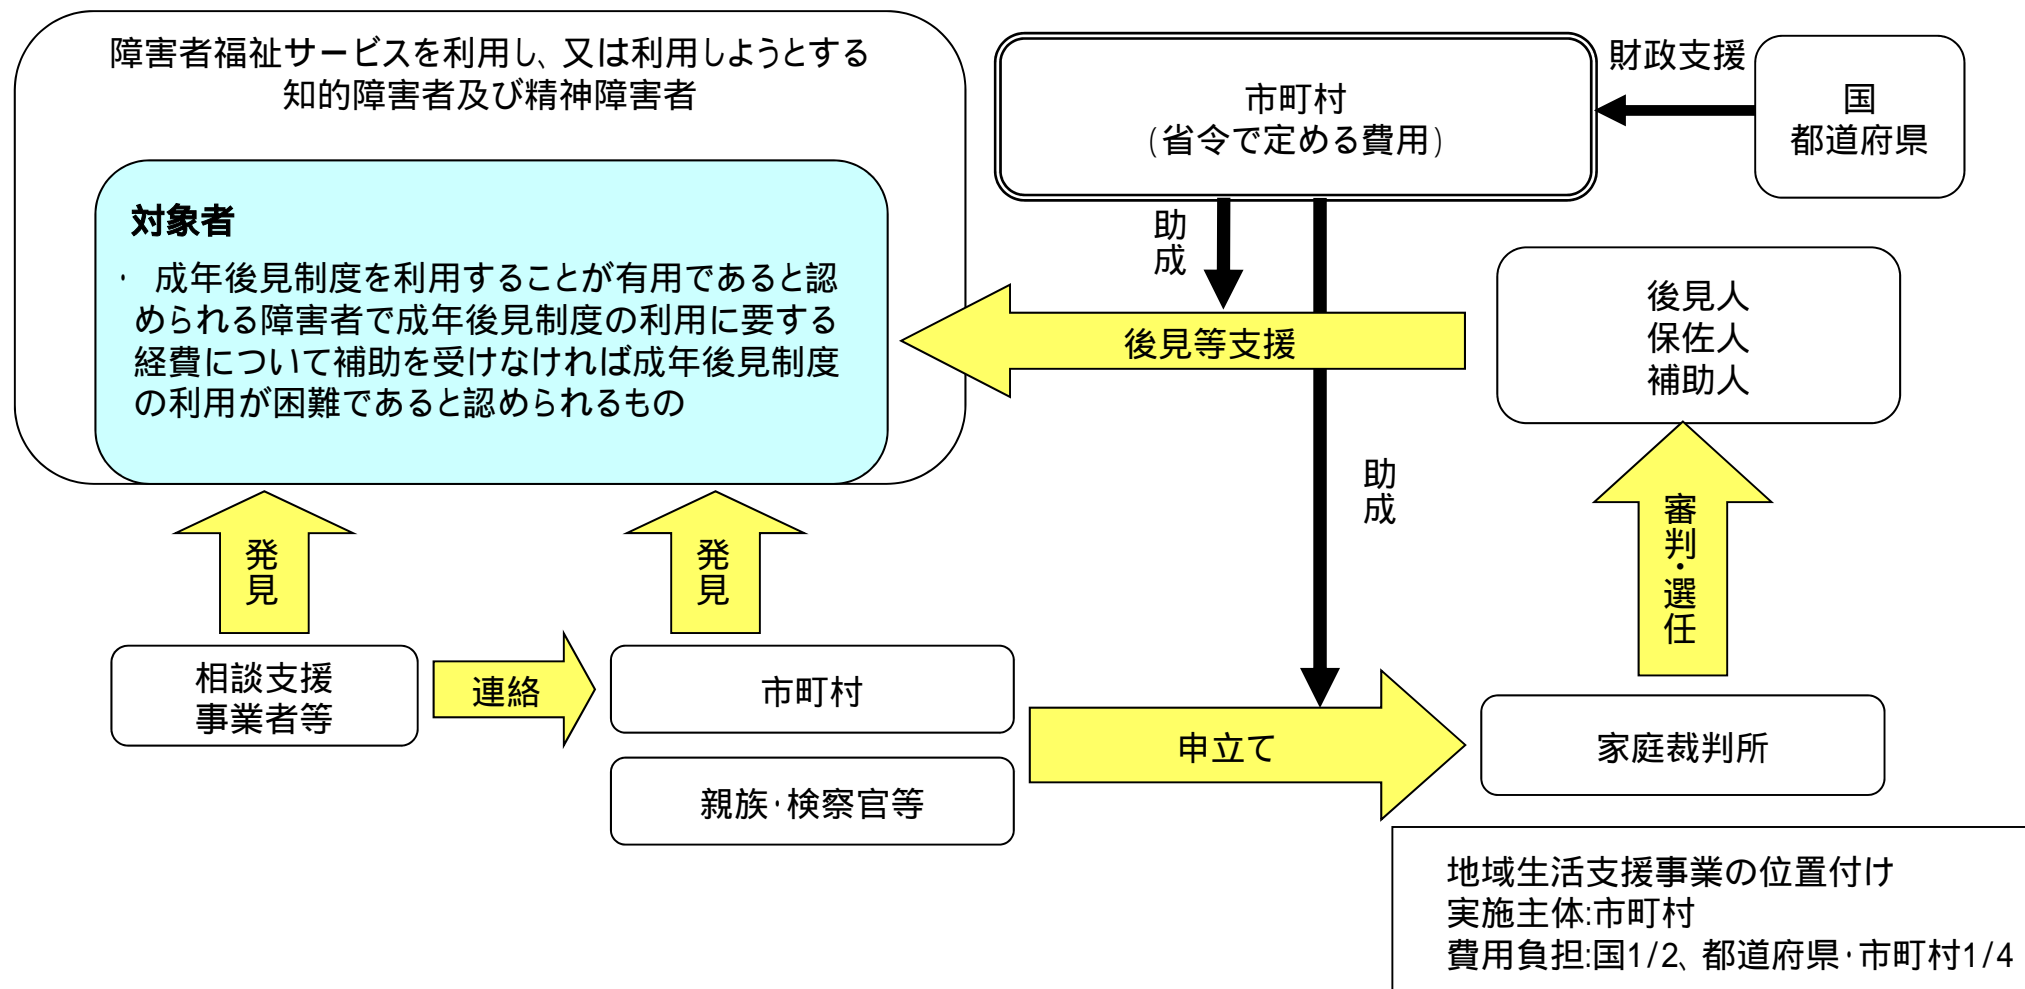 障害者福祉サービスを利用し、又は利用しようとする
知的障害者及び精神障害者
対象者
・ 成年後見制度を利用することが有用であると認
められる障害者で成年後見制度の利用に要する
経費について補助を受けなければ成年後見制度
の利用が困難であると認められるもの
市町村
(省令で定める費用)
財政支援
国
都道府県
助成
後見等支援
後見人
保佐人
補助人
助成
審判・選任
発見
発見
相談支援
事業者等
連絡
市町村
親族・検察官等
申立て
家庭裁判所
地域生活支援事業の位置付け
実施主体:市町村
費用負担:国1/2、都道府県・市町村1/4